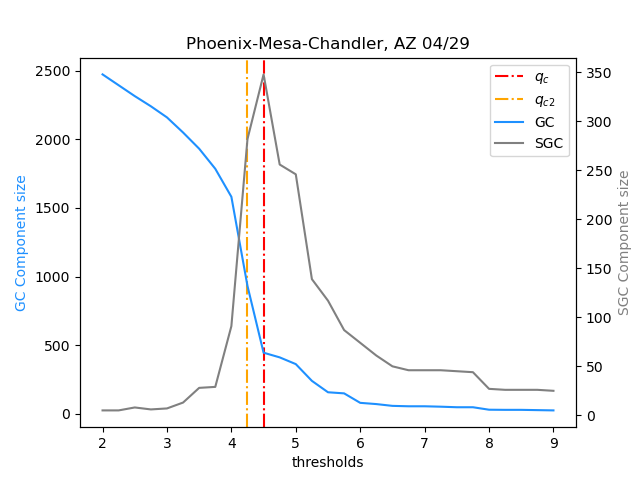 Phoenix-Mesa-Chandler, AZ 04/29
GC Component size
2500
2000
1500
1000
500
0
350
300
250
200
150
100
50
0
SGC Component size
q_c
q_{c2}
GC
SGC
2 3 4 5 6 7 8 9
thresholds